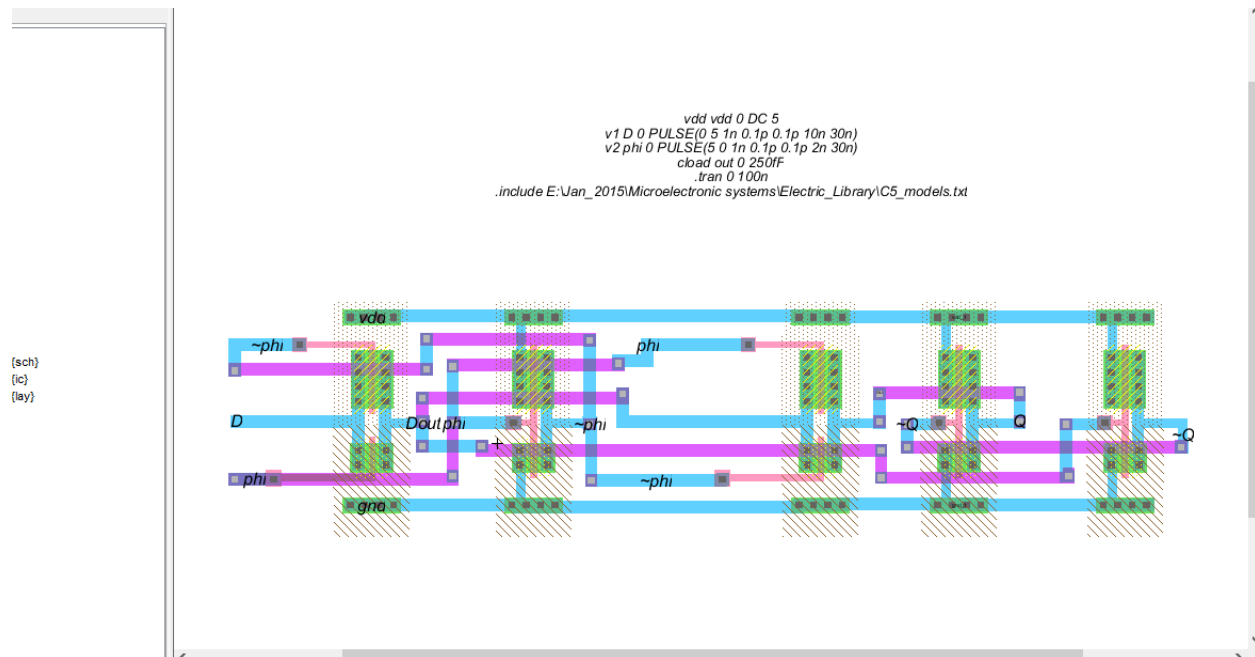 vdd vdd 0 DC 5
v1 D 0 PULSE(0 5 1n 0.1p 0.1p 10n 30n)
v2 phi 0 PULSE(5 0 1n 0.1p 0.1p 2n 30n)
cload out 0 250fF
.tran 0 100n
.include E:\Jan_2015\Microelectronic systems\Electric_Library\C5_models.txt
vdd
~phi
phi
{sch}
{ic}
{lay}
D
Dout
phi
~phi
~Q
Q
~Q
phi
~phi
gnd